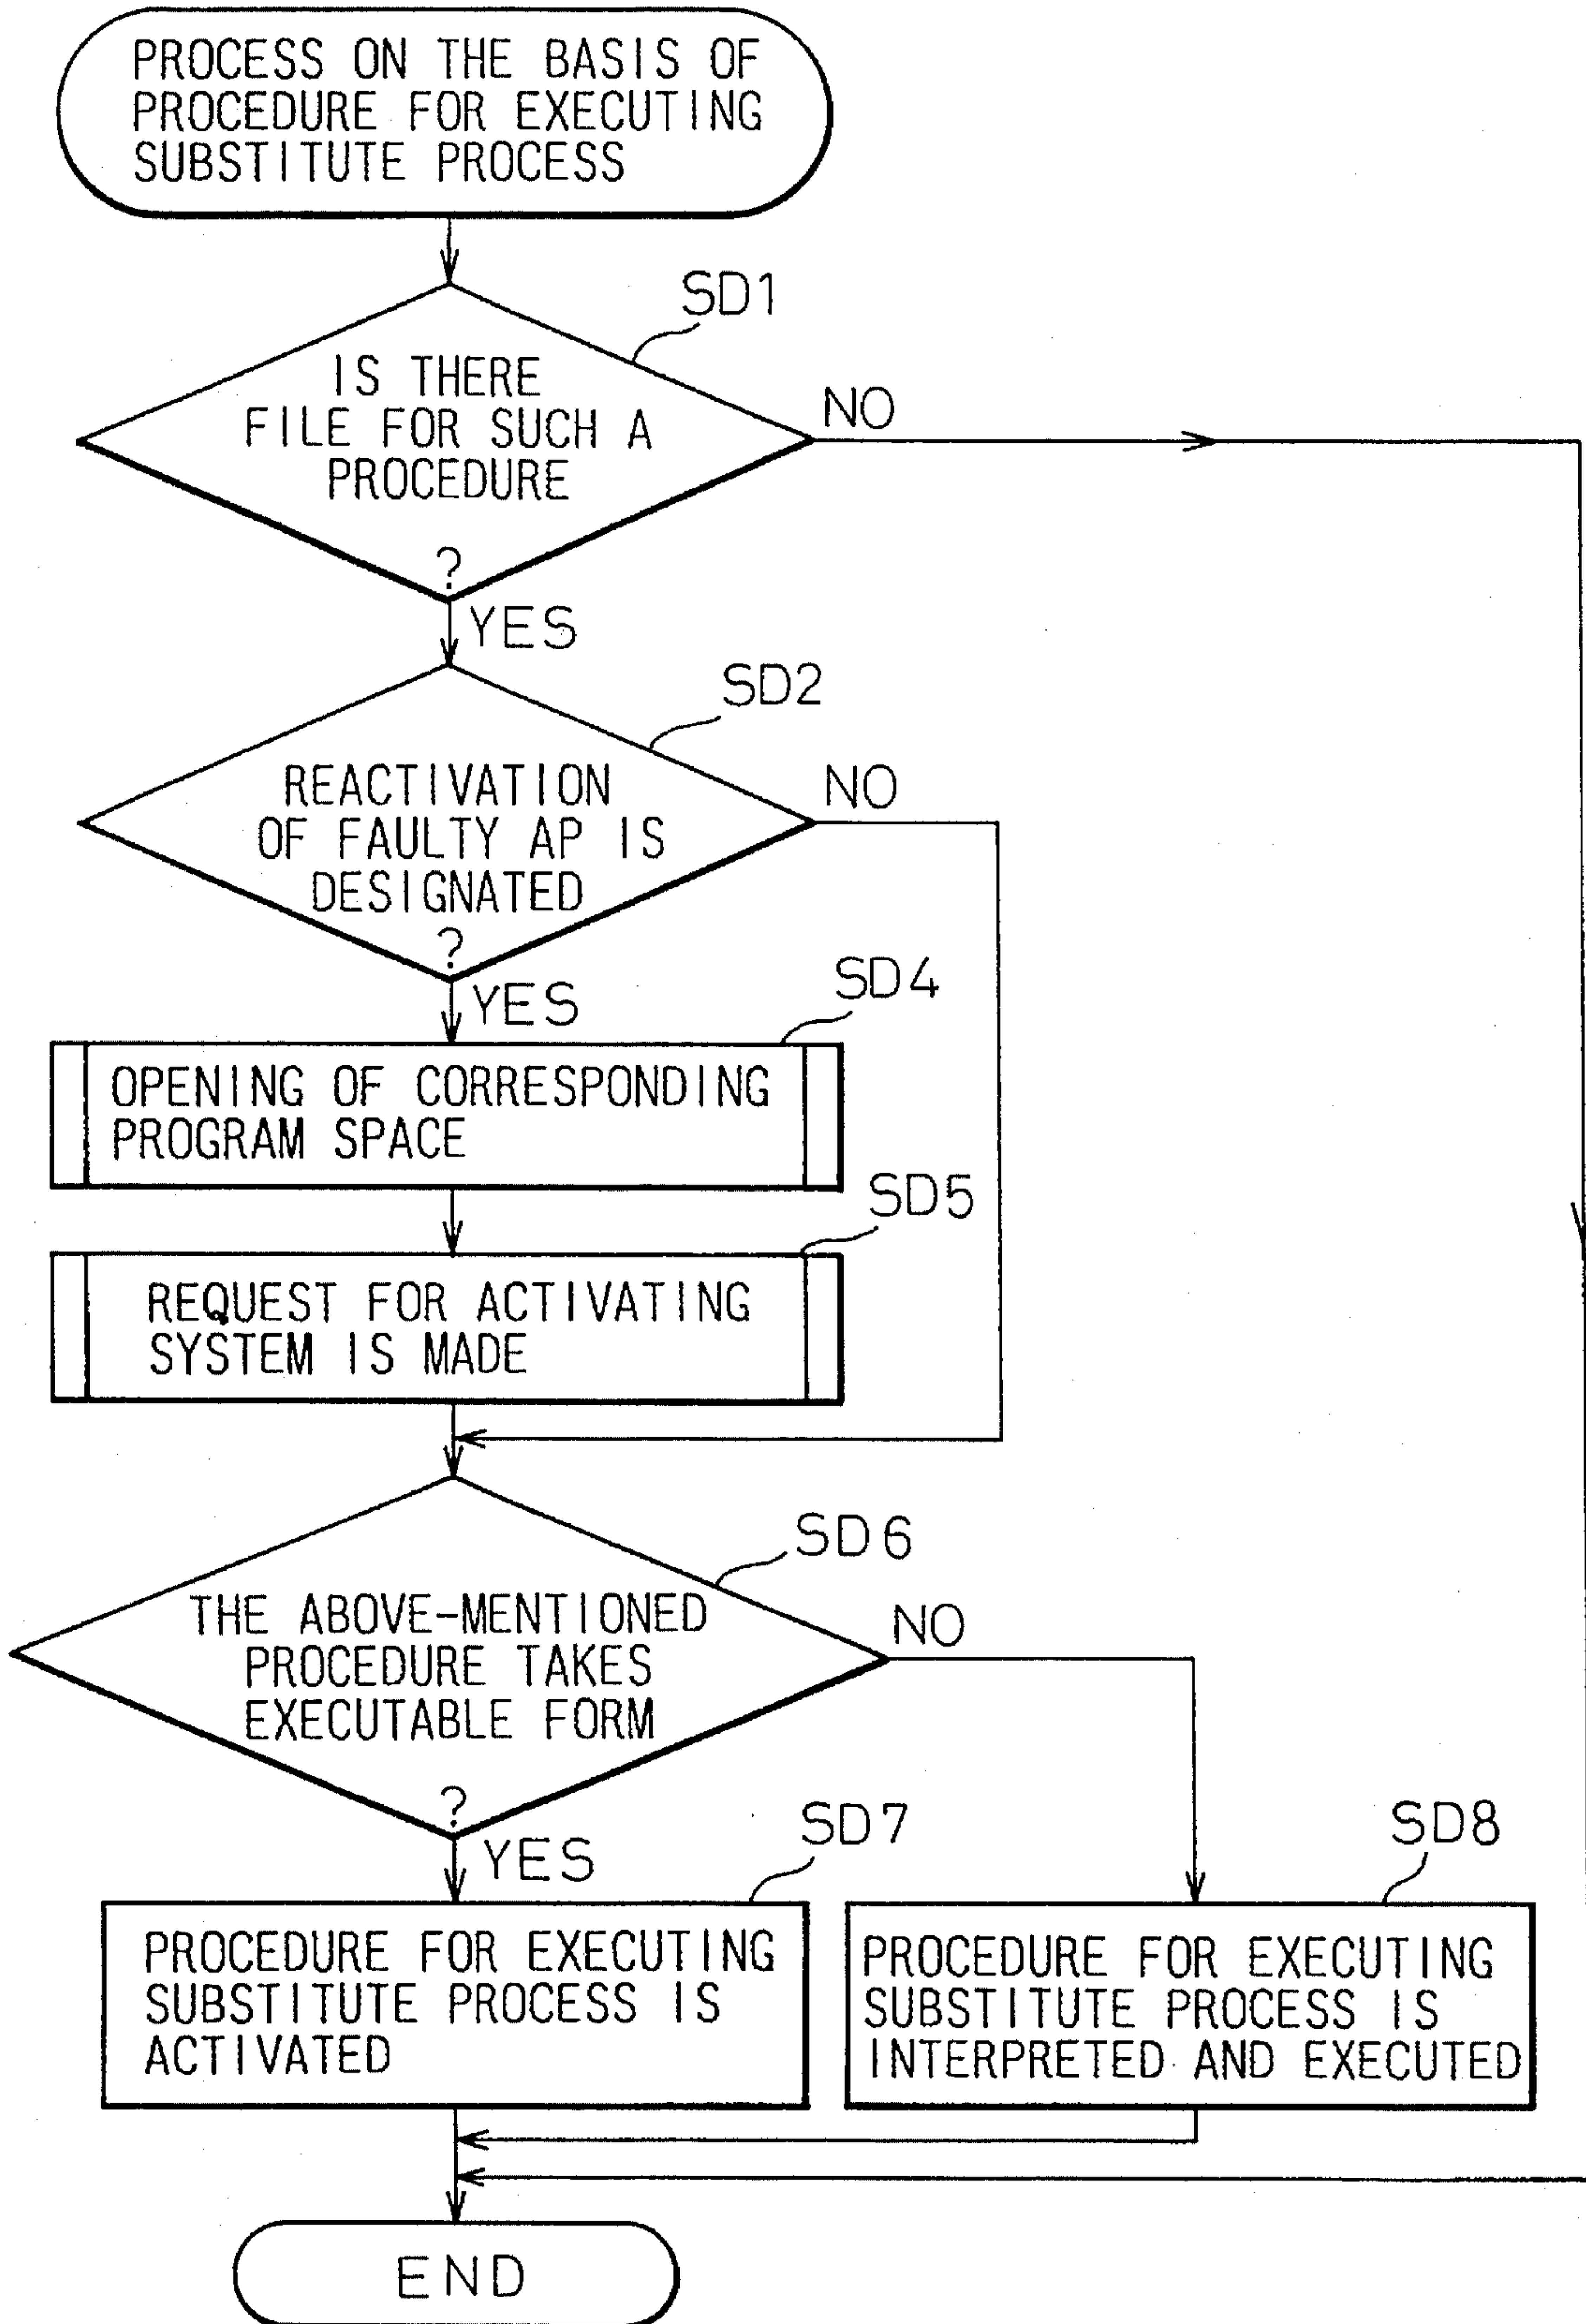 PROCESS ON THE BASIS OF
PROCEDURE FOR EXECUTING
SUBSTITUTE PROCESS
SD1
IS THERE
FILE FOR SUCH A
PROCEDURE
?
NO
YES
SD2
REACTIVATION
OF FAULTY AP IS
DESIGNATED
?
NO
YES
SD4
OPENING OF CORRESPONDING
PROGRAM SPACE
SD5
REQUEST FOR ACTIVATING
SYSTEM IS MADE
SD6
THE ABOVE-MENTIONED
PROCEDURE TAKES
EXECUTABLE FORM
?
NO
YES
SD7
PROCEDURE FOR EXECUTING
SUBSTITUTE PROCESS IS
ACTIVATED
SD8
PROCEDURE FOR EXECUTING
SUBSTITUTE PROCESS IS
INTERPRETED AND EXECUTED
END